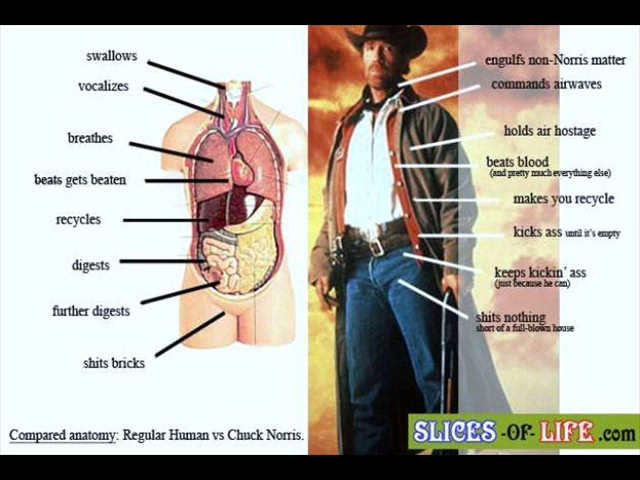 swallows
vocalizes
breathes
beats gets beaten
recycles
digests
further digests
shits bricks
engulfs non-Norris matter
commands airwaves
holds air hostage
beats blood
(and pretty much everything else)
makes you recycle
kicks ass until it's empty
keeps kickin' ass
(just because he can)
shits nothing
short of a full-blown house
Compared anatomy: Regular Human vs Chuck Norris.
SLICES-OF-LIFE.com